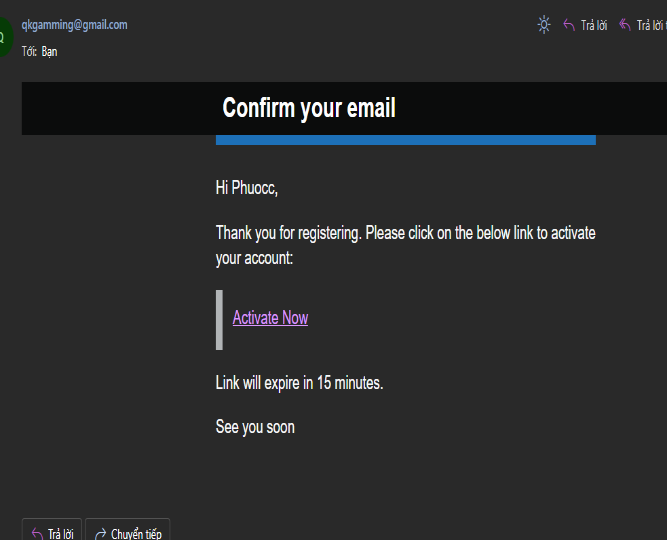 qkgamming@gmail.com
Trả lời
Trả lời
Tới: Bạn
Confirm your email
Hi Phuocc,
Thank you for registering. Please click on the below link to activate
your account:
Activate Now
Link will expire in 15 minutes.
See you soon
Trả lời
Chuyển tiếp